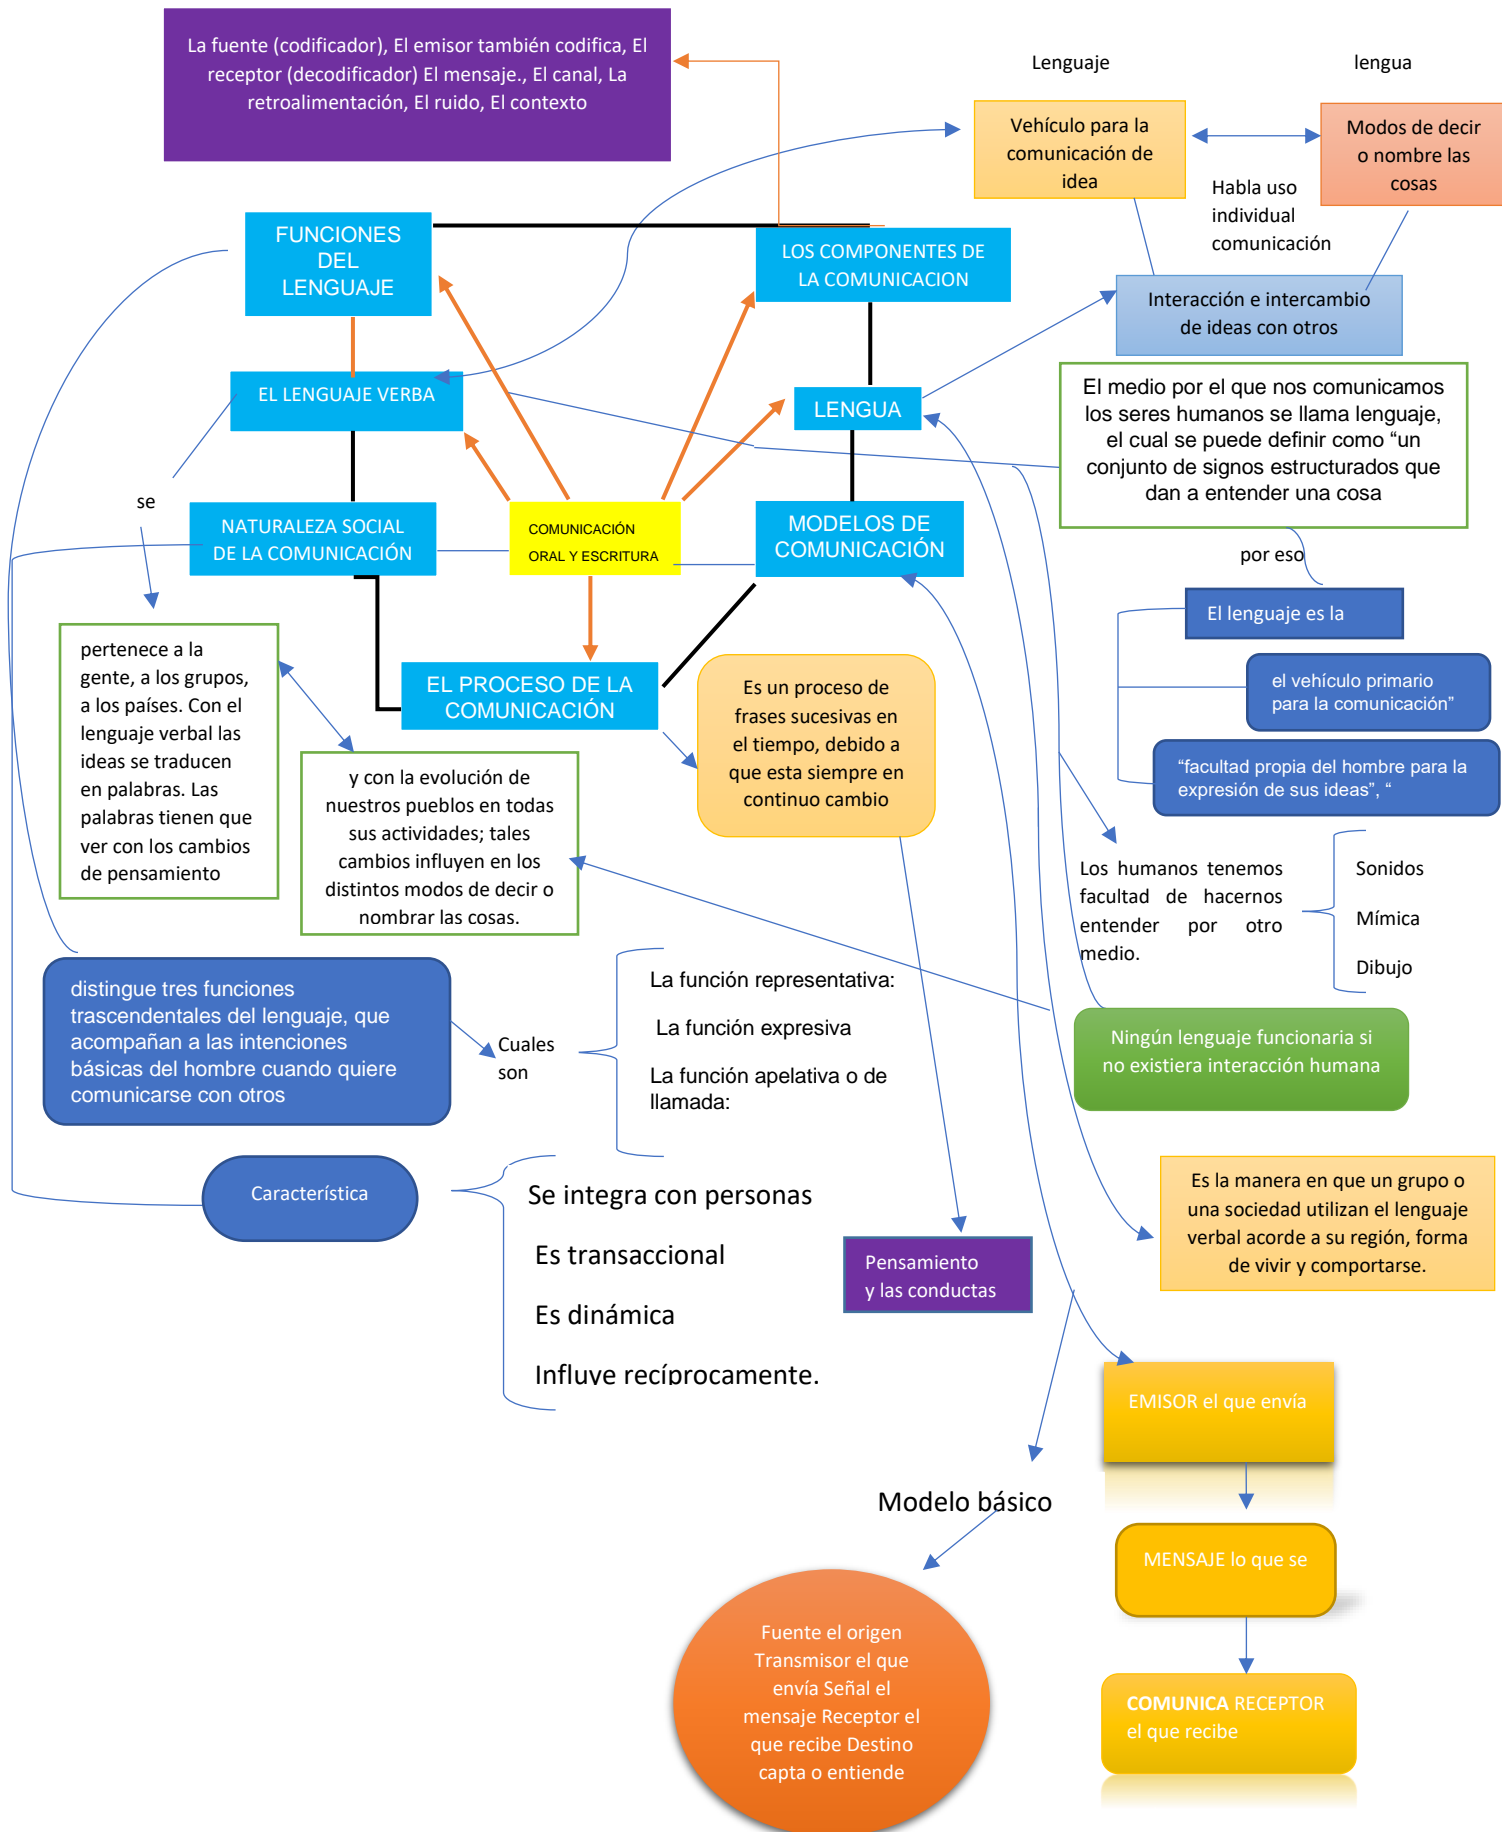 La fuente (codificador), El emisor también codifica, El
receptor (decodificador) El mensaje., El canal, La
retroalimentación, El ruido, El contexto
Lenguaje
lengua
Vehículo para la
comunicación de
idea
Modos de decir
o nombre las
cosas
Habla uso
individual
comunicación
FUNCIONES
DEL
LENGUAJE
LOS COMPONENTES DE
LA COMUNICACION
Interacción e intercambio
de ideas con otros
EL LENGUAJE VERBA
LENGUA
El medio por el que nos comunicamos
los seres humanos se llama lenguaje,
el cual se puede definir como “un
conjunto de signos estructurados que
dan a entender una cosa
se
NATURALEZA SOCIAL
DE LA COMUNICACIÓN
COMUNICACIÓN
ORAL Y ESCRITURA
MODELOS DE
COMUNICACIÓN
por eso
El lenguaje es la
el vehículo primario
para la comunicación”
“facultad propia del hombre para la
expresión de sus ideas”, “
pertenece a la
gente, a los grupos,
a los países. Con el
lenguaje verbal las
ideas se traducen
en palabras. Las
palabras tienen que
ver con los cambios
de pensamiento
EL PROCESO DE LA
COMUNICACIÓN
Es un proceso de
frases sucesivas en
el tiempo, debido a
que esta siempre en
continuo cambio
y con la evolución de
nuestros pueblos en todas
sus actividades; tales
cambios influyen en los
distintos modos de decir o
nombrar las cosas.
Los humanos tenemos
facultad de hacernos
entender por otro
medio.
Sonidos
Mímica
Dibujo
distingue tres funciones
trascendentales del lenguaje, que
acompañan a las intenciones
básicas del hombre cuando quiere
comunicarse con otros
Cuales
son
La función representativa:
La función expresiva
La función apelativa o de
llamada:
Ningún lenguaje funcionaria si
no existiera interacción humana
Característica
Se integra con personas
Es transaccional
Es dinámica
Influye recíprocamente.
Pensamiento
y las conductas
Es la manera en que un grupo o
una sociedad utilizan el lenguaje
verbal acorde a su región, forma
de vivir y comportarse.
EMISOR el que envía
Modelo básico
MENSAJE lo que se
Fuente el origen
Transmisor el que
envía Señal el
mensaje Receptor el
que recibe Destino
capta o entiende
COMUNICA RECEPTOR
el que recibe